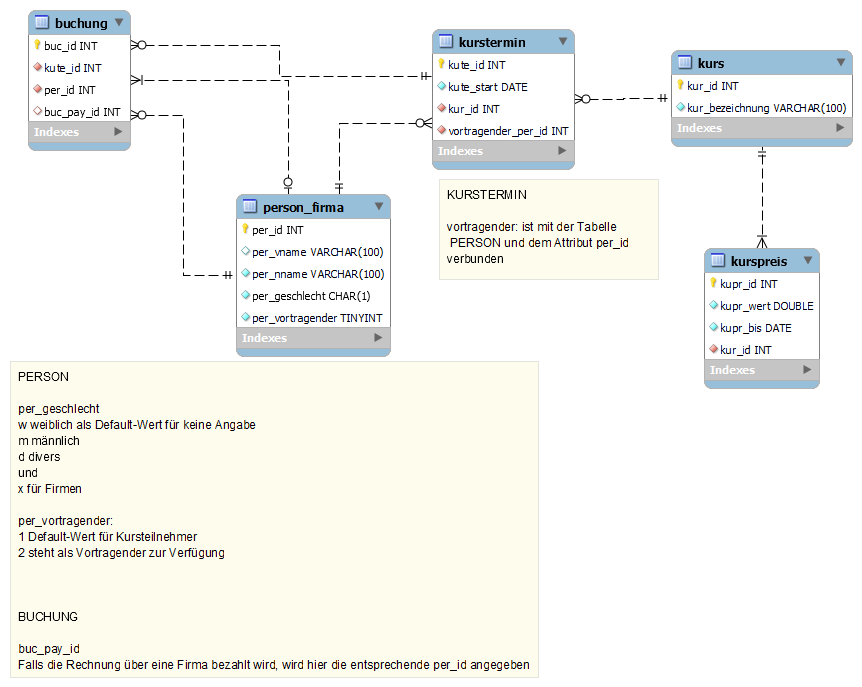 buchung
buc_id INT
kute_id INT
per_id INT
buc_pay_id INT
Indexes
kurstermin
kute_id INT
kute_start DATE
kur_id INT
vortragender_per_id INT
Indexes
kurs
kur_id INT
kur_bezeichnung VARCHAR(100)
Indexes
person_firma
per_id INT
per_vname VARCHAR(100)
per_nname VARCHAR(100)
per_geschlecht CHAR(1)
per_vortragender TINYINT
Indexes
KURSTERMIN
vortragender: ist mit der Tabelle
PERSON und dem Attribut per_id
verbunden
kurspreis
kupr_id INT
kupr_wert DOUBLE
kupr_bis DATE
kur_id INT
Indexes
PERSON
per_geschlecht
w weiblich als Default-Wert für keine Angabe
m männlich
d divers
und
x für Firmen
per_vortragender:
1 Default-Wert für Kursteilnehmer
2 steht als Vortragender zur Verfügung
BUCHUNG
buc_pay_id
Falls die Rechnung über eine Firma bezahlt wird, wird hier die entsprechende per_id angegeben